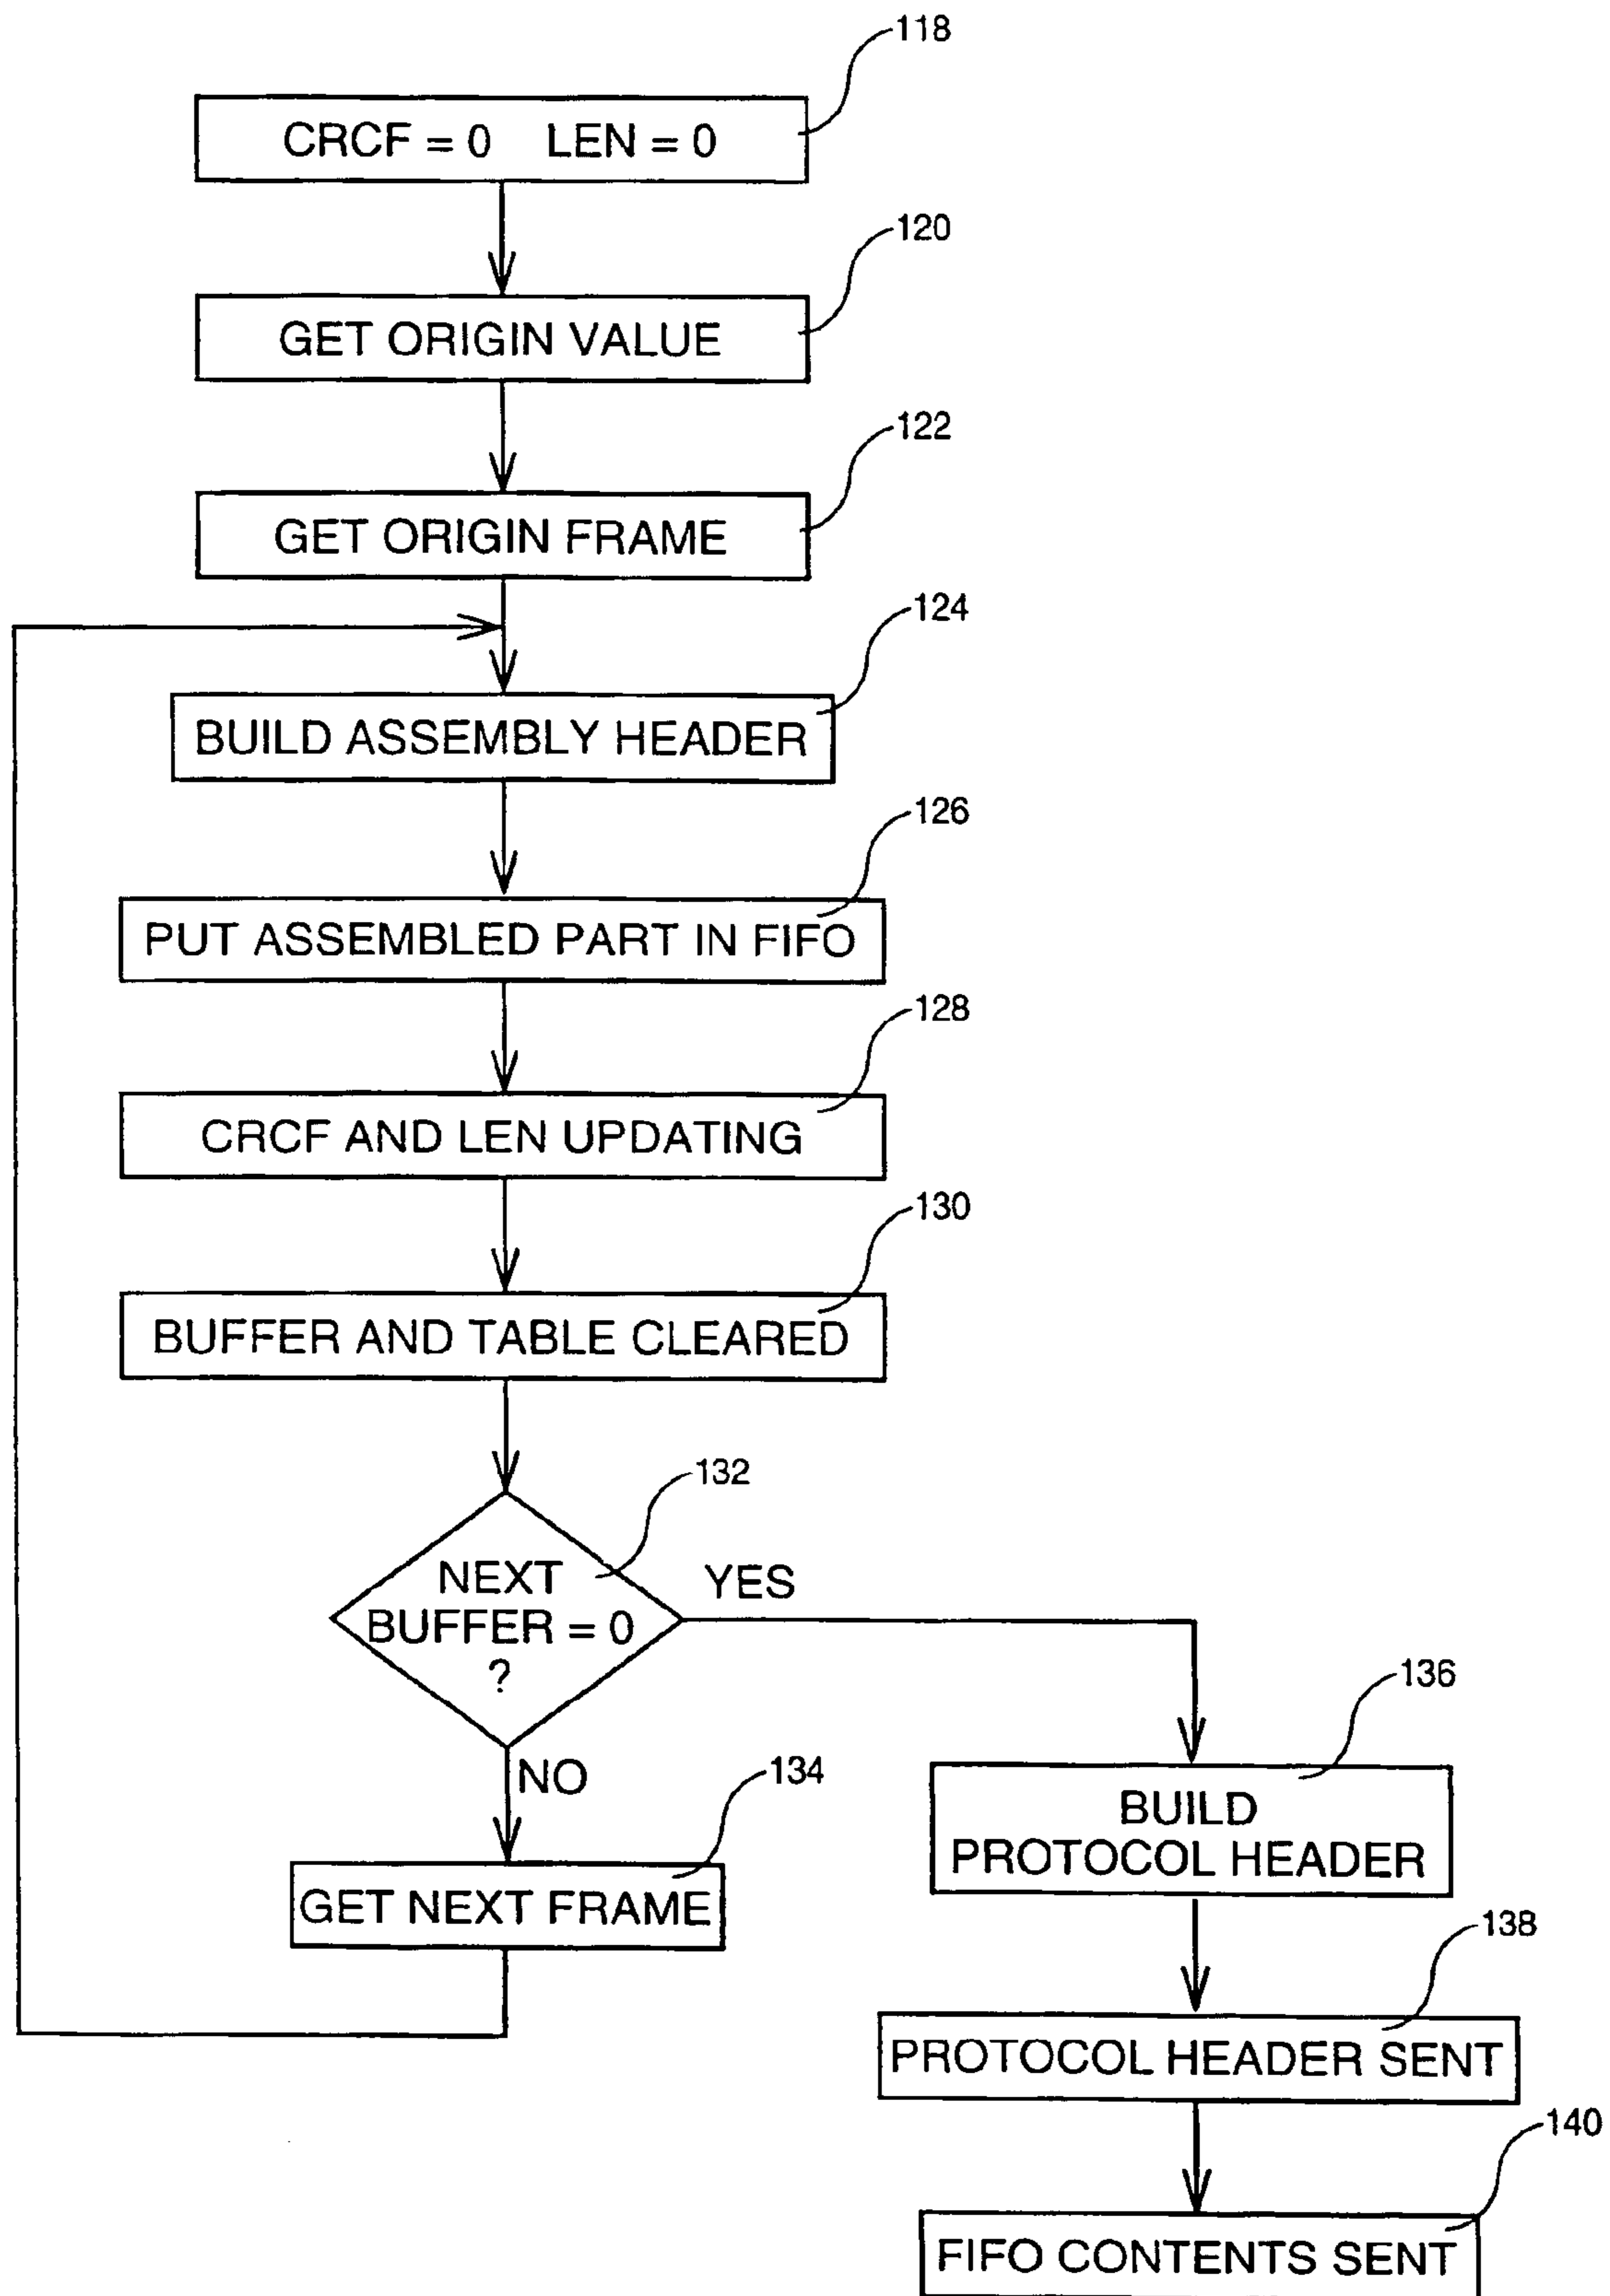 118
CRCF = 0 LEN = 0
120
GET ORIGIN VALUE
122
GET ORIGIN FRAME
124
BUILD ASSEMBLY HEADER
126
PUT ASSEMBLED PART IN FIFO
128
CRCF AND LEN UPDATING
130
BUFFER AND TABLE CLEARED
132
NEXT
BUFFER = 0
?
YES
NO
134
GET NEXT FRAME
136
BUILD
PROTOCOL HEADER
138
PROTOCOL HEADER SENT
140
FIFO CONTENTS SENT